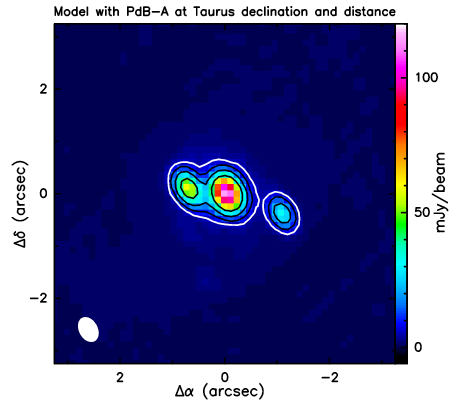 Model with PdB-A at Taurus declination and distance
2
0
-2
Δδ (arcsec)
2
0
-2
Δα (arcsec)
100
50
0
mJy/beam